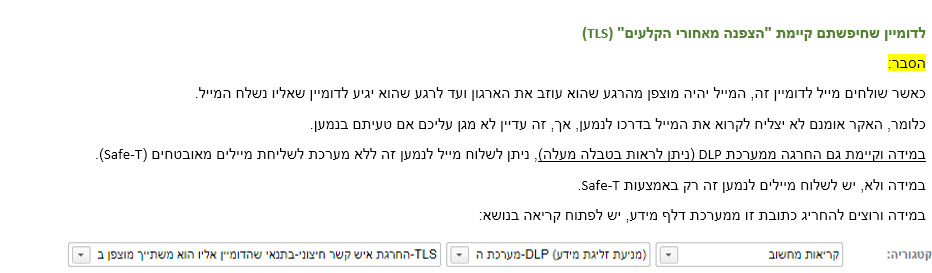 לדומיין שחיפשתם קיימת "הצפנה מאחורי הקלעים" (TLS)
הסבר:
כאשר שולחים מייל לדומיין זה, המייל יהיה מוצפן מהרגע שהוא עוזב את הארגון ועד לרגע שהוא יגיע לדומיין שאליו נשלח המייל.
כלומר, האקר אומנם לא יצליח לקרוא את המייל בדרכו לנמען, אך, זה עדיין לא מגן עליכם אם טעיתם בנמען.
במידה וקיימת גם החרגה ממערכת DLP (ניתן לראות בטבלה מעלה), ניתן לשלוח מייל לנמען זה ללא מערכת לשליחת מיילים מאובטחים (Safe-T).
במידה ולא, יש לשלוח מיילים לנמען זה רק באמצעות Safe-T.
במידה ורוצים להחריג כתובת זו ממערכת דלף מידע, יש לפתוח קריאה בנושא:
קטגוריה: קריאות מחשוב (מניעת זליגת מידע) DLP-מערכת ה TLS-החרגת איש קשר חיצוני-בתנאי שהדומיין אליו הוא משתייך מוצפן ב